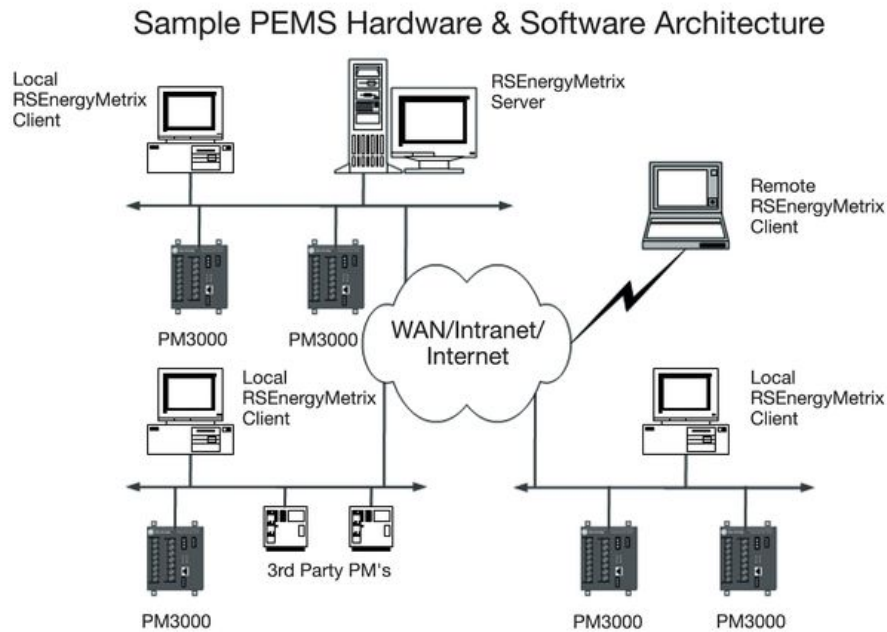 Sample PEMS Hardware & Software Architecture
Local
RSEnergyMetrix
Client
RSEnergyMetrix
Server
Remote
RSEnergyMetrix
Client
PM3000
PM3000
WAN/Intranet/
Internet
Local
RSEnergyMetrix
Client
Local
RSEnergyMetrix
Client
3rd Party PM's
PM3000
PM3000
PM3000